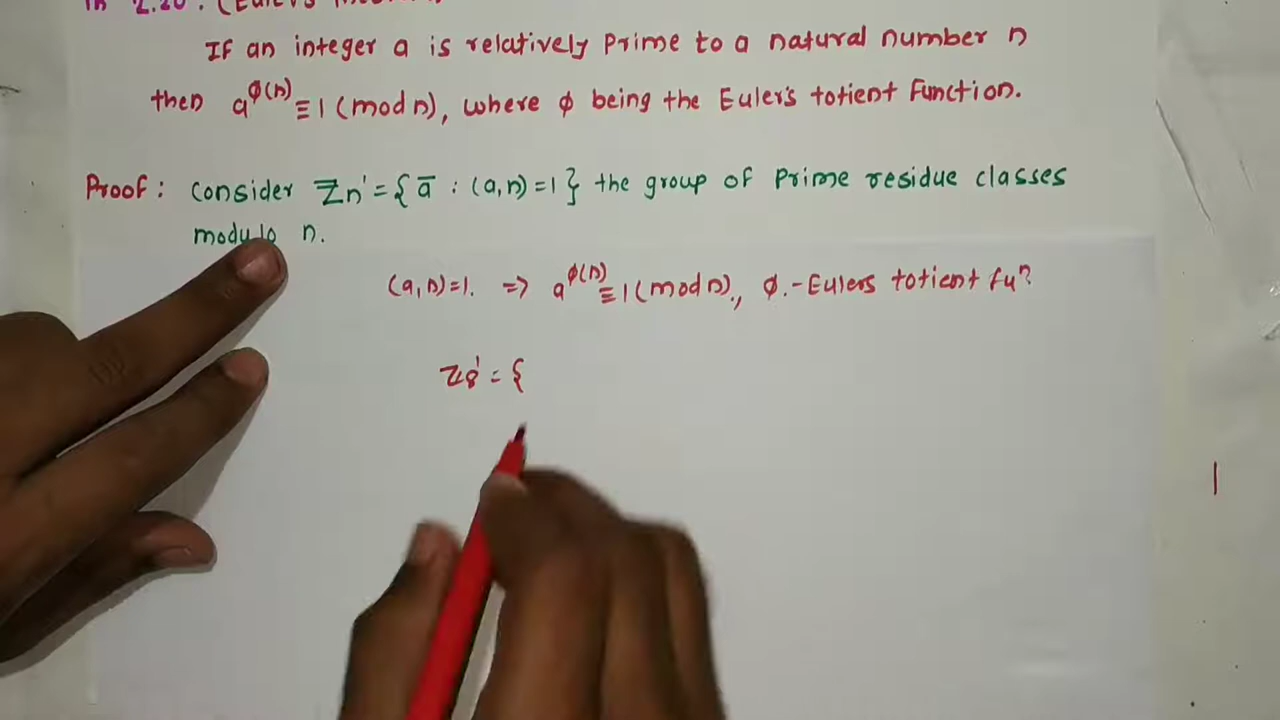 If an integer a is relatively prime to a natural number n
then a^φ(n) ≡ 1 (mod n), where φ being the Euler's totient Function.
Proof: Consider Zn' = { a̅ : (a,n) = 1 } the group of Prime residue classes
modulo n.
(a,n)=1. => a^φ(n) ≡ 1 (mod n)., φ.-Eulers totient fun
Z8' = {